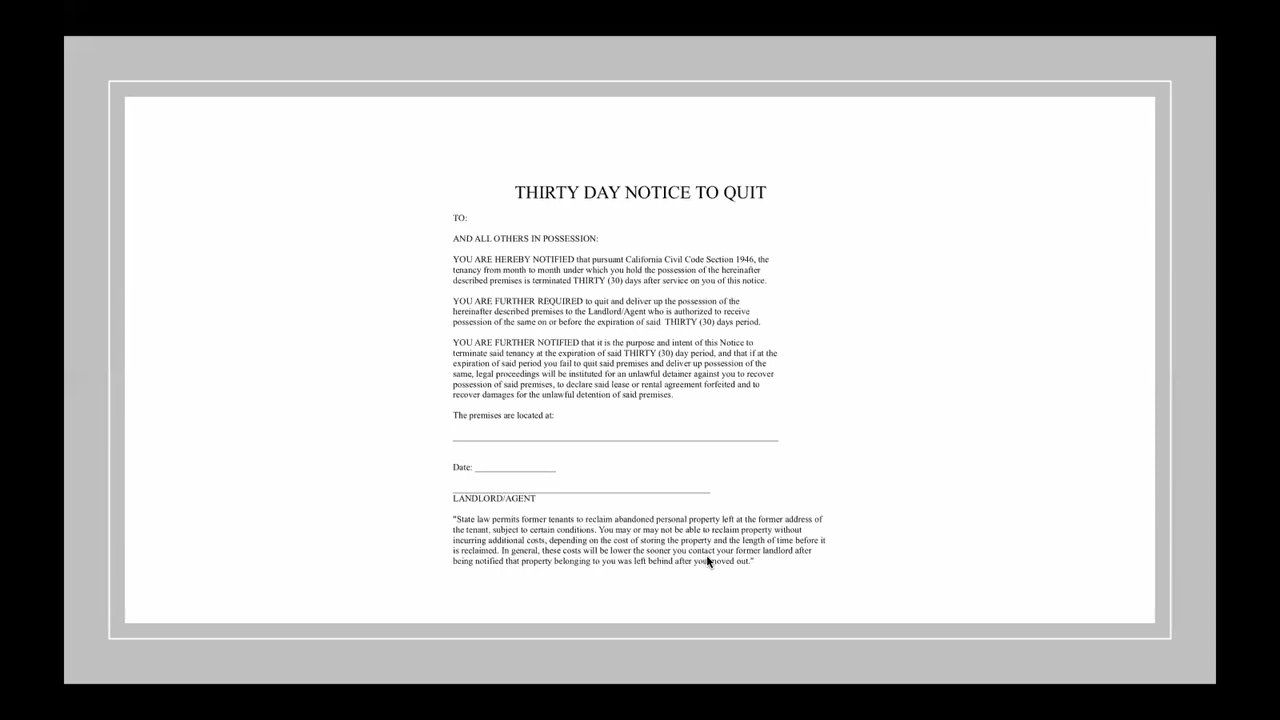 THIRTY DAY NOTICE TO QUIT
TO:
AND ALL OTHERS IN POSSESSION:
YOU ARE HEREBY NOTIFIED that pursuant California Civil Code Section 1946, the
tenancy from month to month under which you hold the possession of the hereinafter
described premises is terminated THIRTY (30) days after service on you of this notice.
YOU ARE FURTHER REQUIRED to quit and deliver up the possession of the
hereinafter described premises to the Landlord/Agent who is authorized to receive
possession of the same on or before the expiration of said THIRTY (30) days period.
YOU ARE FURTHER NOTIFIED that it is the purpose and intent of this Notice to
terminate said tenancy at the expiration of said THIRTY (30) day period, and that if at the
expiration of said period you fail to quit said premises and deliver up possession of the
same, legal proceedings will be instituted for an unlawful detainer against you to recover
possession of said premises, to declare said lease or rental agreement forfeited and to
recover damages for the unlawful detention of said premises.
The premises are located at:
Date: __________________
LANDLORD/AGENT
"State law permits former tenants to reclaim abandoned personal property left at the former address of
the tenant, subject to certain conditions. You may or may not be able to reclaim property without
incurring additional costs, depending on the cost of storing the property and the length of time before it
is reclaimed. In general, these costs will be lower the sooner you contact your former landlord after
being notified that property belonging to you was left behind after you moved out."